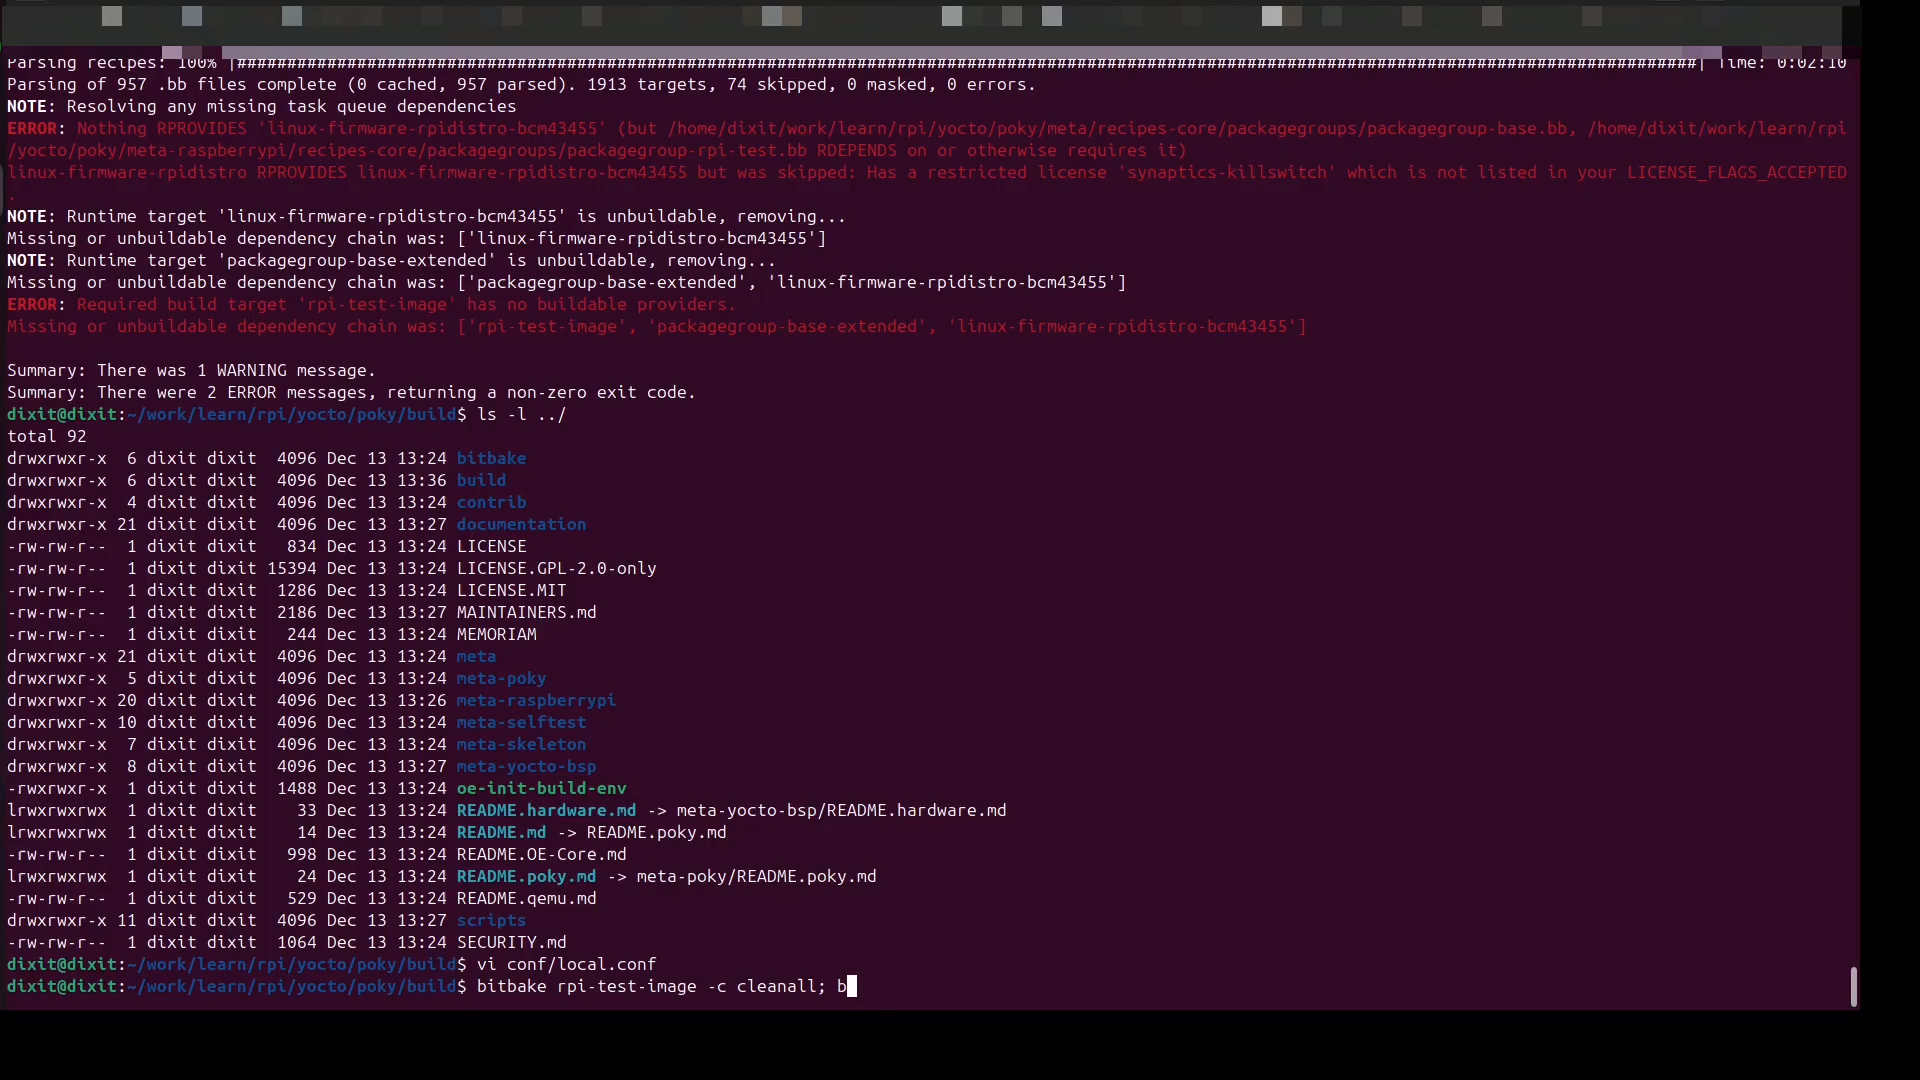 Parsing recipes: 100% |##################################################################################################################################################| Time: 0:02:10
Parsing of 957 .bb files complete (0 cached, 957 parsed). 1913 targets, 74 skipped, 0 masked, 0 errors.
NOTE: Resolving any missing task queue dependencies
ERROR: Nothing RPROVIDES 'linux-firmware-rpidistro-bcm43455' (but /home/dixit/work/learn/rpi/yocto/poky/meta/recipes-core/packagegroups/packagegroup-base.bb, /home/dixit/work/learn/rpi
/yocto/poky/meta-raspberrypi/recipes-core/packagegroups/packagegroup-rpi-test.bb RDEPENDS on or otherwise requires it)
linux-firmware-rpidistro RPROVIDES linux-firmware-rpidistro-bcm43455 but was skipped: Has a restricted license 'synaptics-killswitch' which is not listed in your LICENSE_FLAGS_ACCEPTED
.
NOTE: Runtime target 'linux-firmware-rpidistro-bcm43455' is unbuildable, removing...
Missing or unbuildable dependency chain was: ['linux-firmware-rpidistro-bcm43455']
NOTE: Runtime target 'packagegroup-base-extended' is unbuildable, removing...
Missing or unbuildable dependency chain was: ['packagegroup-base-extended', 'linux-firmware-rpidistro-bcm43455']
ERROR: Required build target 'rpi-test-image' has no buildable providers.
Missing or unbuildable dependency chain was: ['rpi-test-image', 'packagegroup-base-extended', 'linux-firmware-rpidistro-bcm43455']
Summary: There was 1 WARNING message.
Summary: There were 2 ERROR messages, returning a non-zero exit code.
dixit@dixit:~/work/learn/rpi/yocto/poky/build$ ls -l ../
total 92
drwxrwxr-x  6 dixit dixit  4096 Dec 13 13:24 bitbake
drwxrwxr-x  6 dixit dixit  4096 Dec 13 13:36 build
drwxrwxr-x  4 dixit dixit  4096 Dec 13 13:24 contrib
drwxrwxr-x 21 dixit dixit  4096 Dec 13 13:27 documentation
-rw-rw-r--  1 dixit dixit   834 Dec 13 13:24 LICENSE
-rw-rw-r--  1 dixit dixit 15394 Dec 13 13:24 LICENSE.GPL-2.0-only
-rw-rw-r--  1 dixit dixit  1286 Dec 13 13:24 LICENSE.MIT
-rw-rw-r--  1 dixit dixit  2186 Dec 13 13:27 MAINTAINERS.md
-rw-rw-r--  1 dixit dixit   244 Dec 13 13:24 MEMORIAM
drwxrwxr-x 21 dixit dixit  4096 Dec 13 13:24 meta
drwxrwxr-x  5 dixit dixit  4096 Dec 13 13:24 meta-poky
drwxrwxr-x 20 dixit dixit  4096 Dec 13 13:26 meta-raspberrypi
drwxrwxr-x 10 dixit dixit  4096 Dec 13 13:24 meta-selftest
drwxrwxr-x  7 dixit dixit  4096 Dec 13 13:24 meta-skeleton
drwxrwxr-x  8 dixit dixit  4096 Dec 13 13:27 meta-yocto-bsp
-rwxrwxr-x  1 dixit dixit  1488 Dec 13 13:24 oe-init-build-env
lrwxrwxrwx  1 dixit dixit    33 Dec 13 13:24 README.hardware.md -> meta-yocto-bsp/README.hardware.md
lrwxrwxrwx  1 dixit dixit    14 Dec 13 13:24 README.md -> README.poky.md
-rw-rw-r--  1 dixit dixit   998 Dec 13 13:24 README.OE-Core.md
lrwxrwxrwx  1 dixit dixit    24 Dec 13 13:24 README.poky.md -> meta-poky/README.poky.md
-rw-rw-r--  1 dixit dixit   529 Dec 13 13:24 README.qemu.md
drwxrwxr-x 11 dixit dixit  4096 Dec 13 13:27 scripts
-rw-rw-r--  1 dixit dixit  1064 Dec 13 13:24 SECURITY.md
dixit@dixit:~/work/learn/rpi/yocto/poky/build$ vi conf/local.conf
dixit@dixit:~/work/learn/rpi/yocto/poky/build$ bitbake rpi-test-image -c cleanall; b